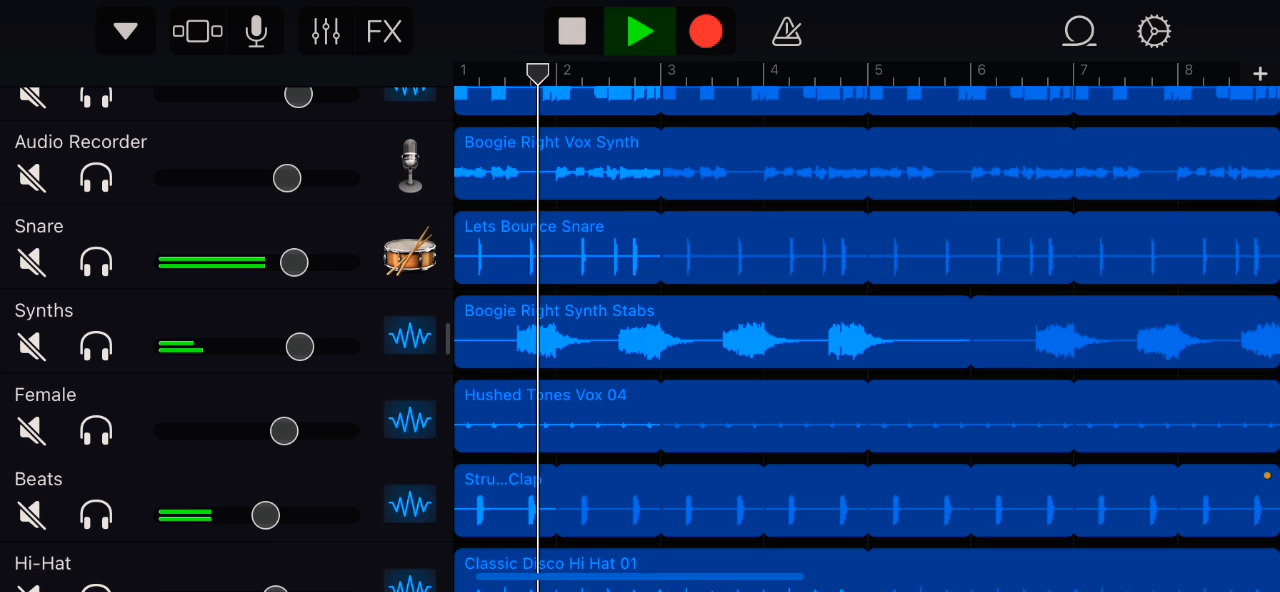 FX
1 2 3 4 5 6 7 8 +
Audio Recorder
Boogie Right Vox Synth
Snare
Lets Bounce Snare
Synths
Boogie Right Synth Stabs
Female
Hushed Tones Vox 04
Beats
Stru...Clap
Hi-Hat
Classic Disco Hi Hat 01